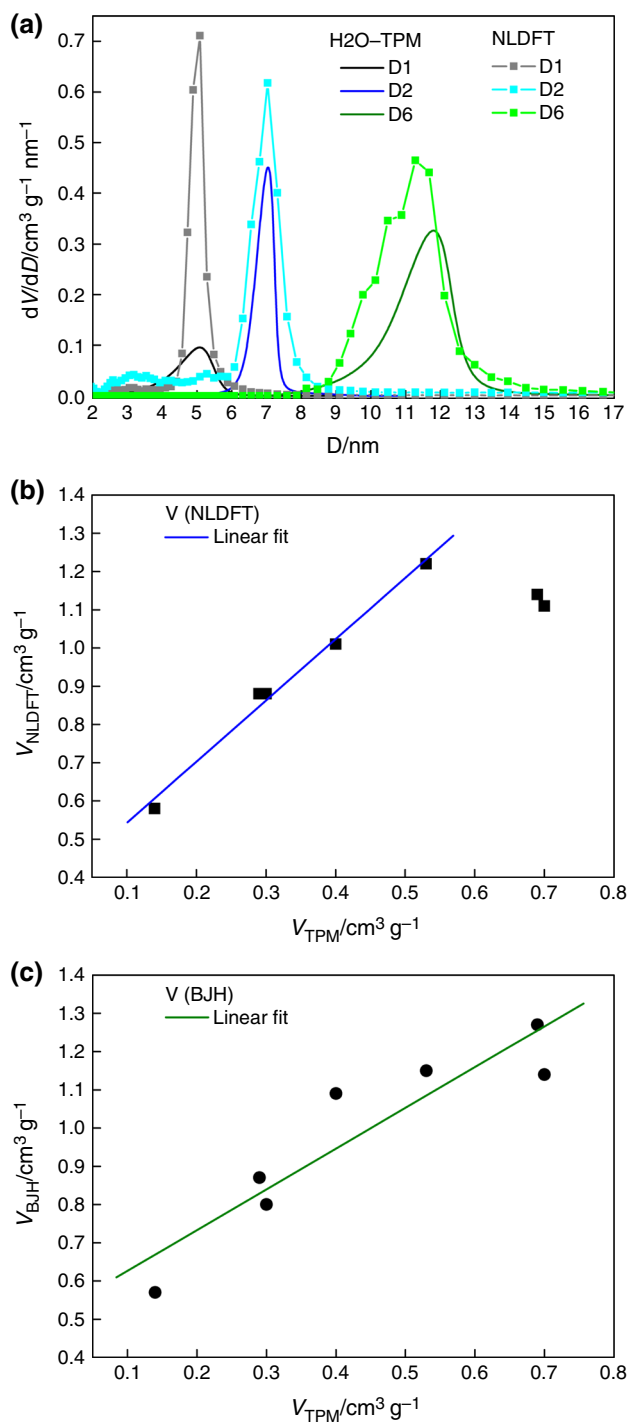 (a)
H2O–TPM NLDFT
D1 D1
D2 D2
D6 D6
dV/dD/cm³ g⁻¹ nm⁻¹
0.7
0.6
0.5
0.4
0.3
0.2
0.1
0.0
2 3 4 5 6 7 8 9 10 11 12 13 14 15 16 17
D/nm
(b)
V (NLDFT)
Linear fit
V_NLDFT/cm³ g⁻¹
1.4
1.3
1.2
1.1
1.0
0.9
0.8
0.7
0.6
0.5
0.4
0.1 0.2 0.3 0.4 0.5 0.6 0.7 0.8
V_TPM/cm³ g⁻¹
(c)
V (BJH)
Linear fit
V_BJH/cm³ g⁻¹
1.4
1.3
1.2
1.1
1.0
0.9
0.8
0.7
0.6
0.5
0.4
0.1 0.2 0.3 0.4 0.5 0.6 0.7 0.8
V_TPM/cm³ g⁻¹